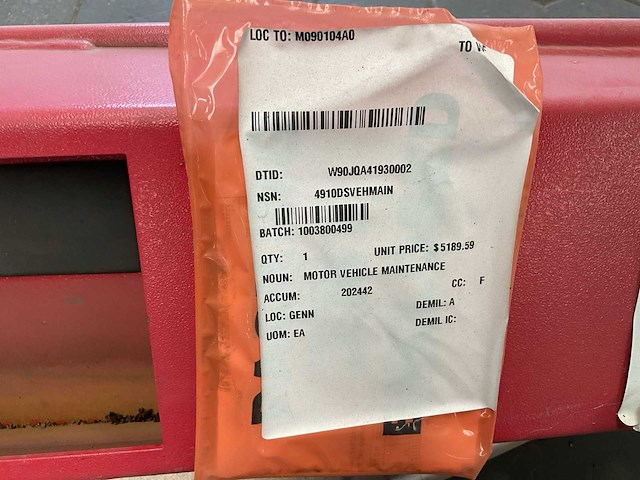 LOC TO: M090104A0
TO
DTID: W90JQA41930002
NSN: 4910DSVEHMAIN
BATCH: 1003800499
QTY: 1 UNIT PRICE: $5189.59
NOUN: MOTOR VEHICLE MAINTENANCE
ACCUM: 202442 CC: F
LOC: GENN DEMIL: A
UOM: EA DEMIL IC: